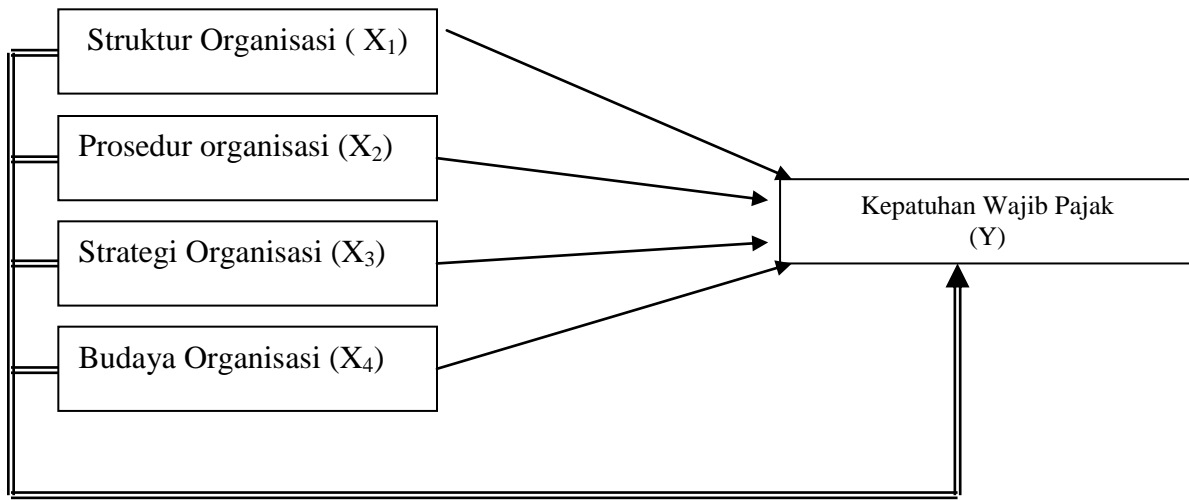 Struktur Organisasi ( X₁)
Prosedur organisasi (X₂)
Strategi Organisasi (X₃)
Budaya Organisasi (X₄)
Kepatuhan Wajib Pajak
(Y)